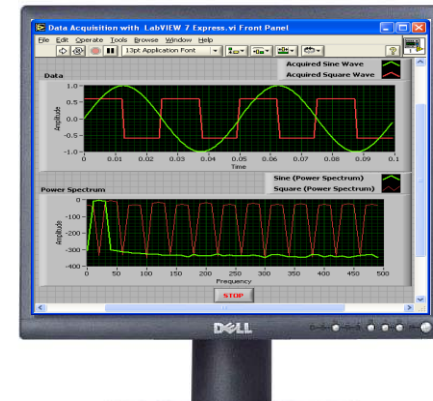 Data Acquisition with LabVIEW 7 Express.vi Front Panel
File Edit Operate Tools Browse Window Help
13pt Application Font
Acquired Sine Wave
Data
Acquired Square Wave
1.0
0.5
0.0
-0.5
-1.0
Amplitude
0 0.01 0.02 0.03 0.04 0.05 0.06 0.07 0.08 0.09 0.1
Time
Sine (Power Spectrum)
Power Spectrum
Square (Power Spectrum)
0
-100
-200
-300
-400
Amplitude
0 50 100 150 200 250 300 350 400 450 500
Frequency
STOP
DELL